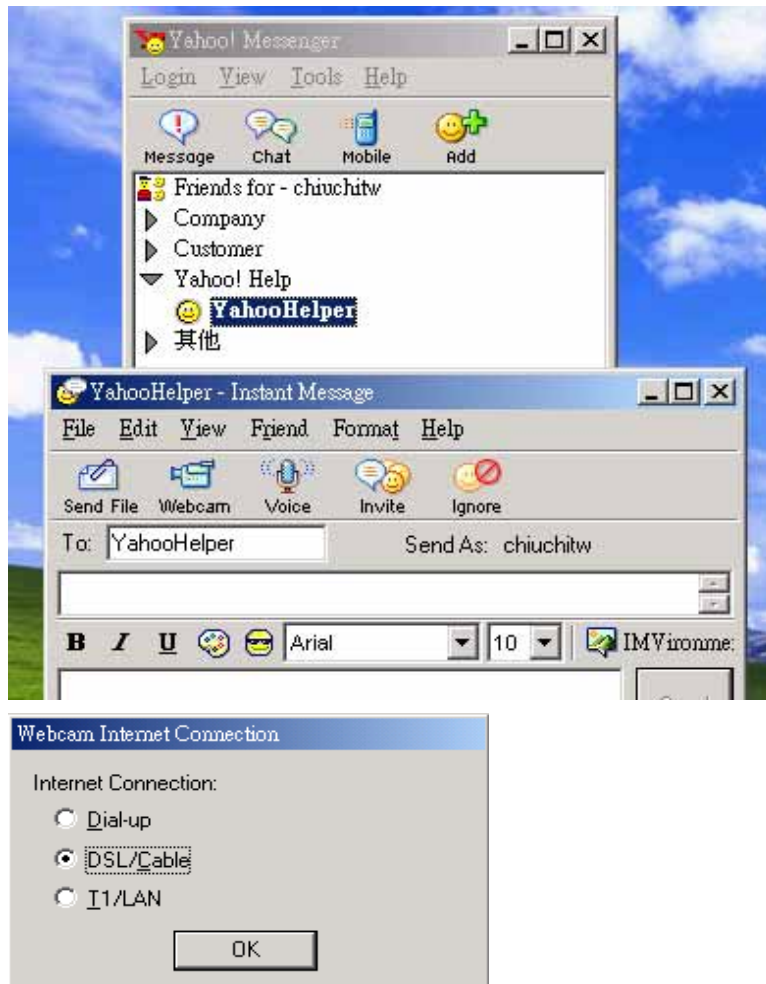 Yahoo! Messenger
Login View Tools Help
Message Chat Mobile Add
Friends for - chiuchitw
Company
Customer
Yahoo! Help
YahooHelper
其他
YahooHelper - Instant Message
File Edit View Friend Format Help
Send File Webcam Voice Invite Ignore
To: YahooHelper Send As: chiuchitw
B I U Arial 10 IMVironme:
Webcam Internet Connection
Internet Connection:
Dial-up
DSL/Cable
T1/LAN
OK